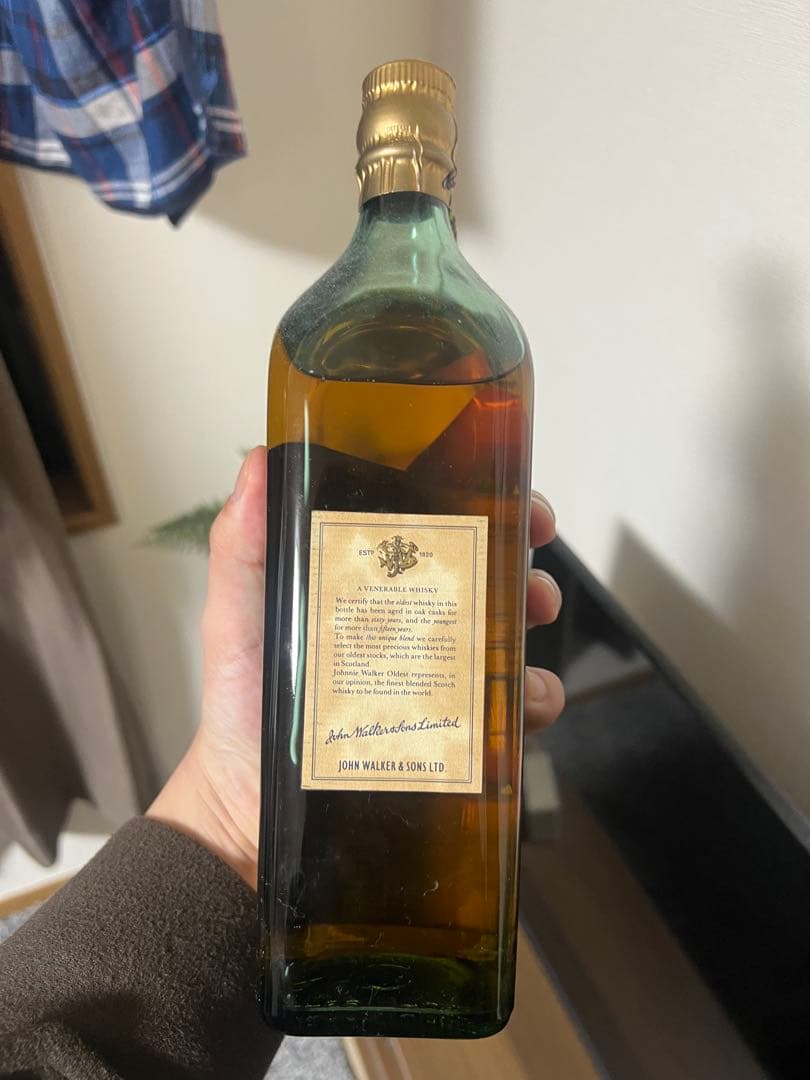 ESTD 1820
A VENERABLE WHISKY
We certify that the oldest whisky in this
bottle has been aged in oak casks for
more than sixty years, and the youngest
for more than fifteen years.
To make this unique blend we carefully
select the most precious whiskies from
our oldest stocks, which are the largest
in Scotland.
Johnnie Walker Oldest represents, in
our opinion, the finest blended Scotch
whisky to be found in the world.
John Walker & Sons Limited
JOHN WALKER & SONS LTD.